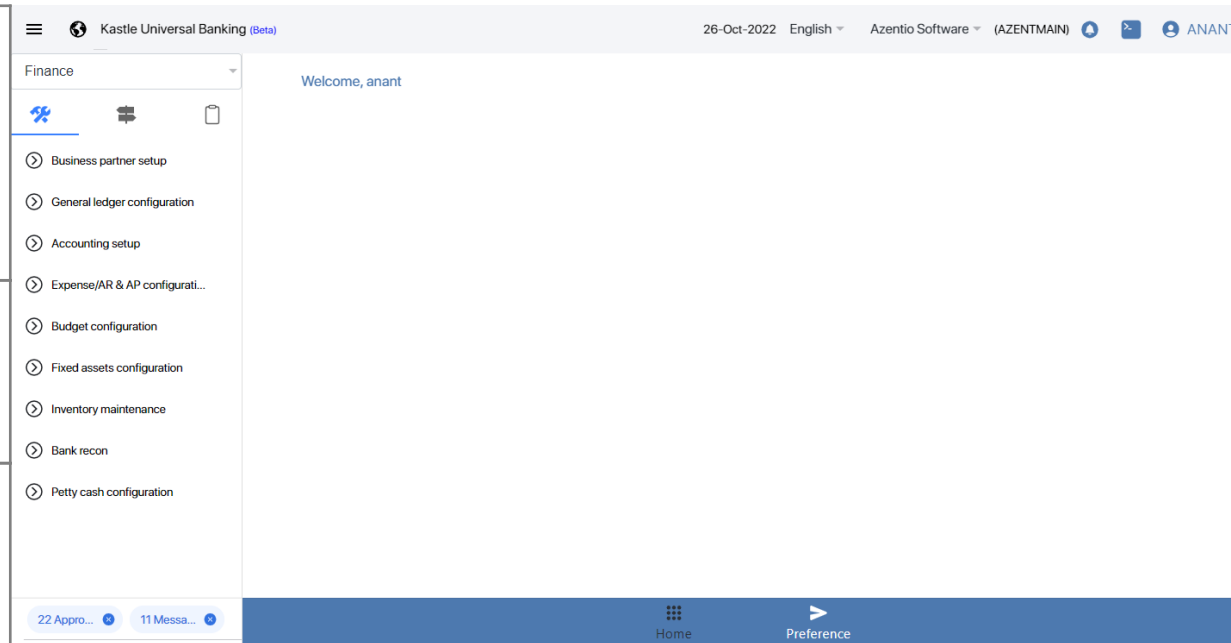 Kastle Universal Banking (Beta) 26-Oct-2022 English Azentio Software (AZENTMAIN) ANANT
Finance
Welcome, anant
Business partner setup
General ledger configuration
Accounting setup
Expense/AR & AP configurati...
Budget configuration
Fixed assets configuration
Inventory maintenance
Bank recon
Petty cash configuration
22 Appro... 11 Messa...
Home Preference